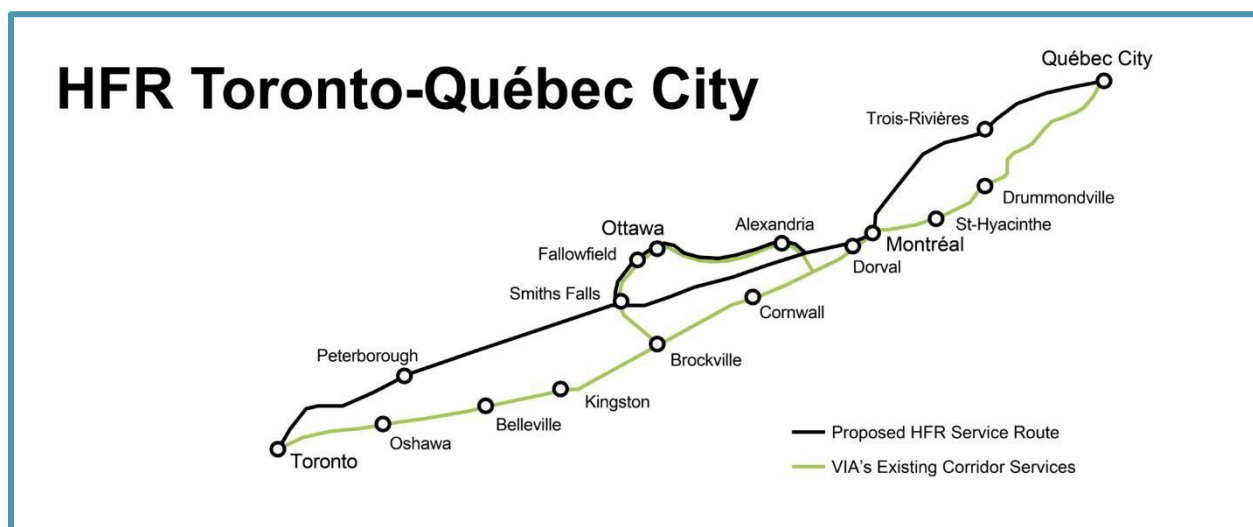 HFR Toronto-Québec City
Québec City
Trois-Rivières
Drummondville
St-Hyacinthe
Montréal
Dorval
Alexandria
Ottawa
Fallowfield
Smiths Falls
Cornwall
Brockville
Peterborough
Kingston
Belleville
Oshawa
Toronto
Proposed HFR Service Route
VIA's Existing Corridor Services